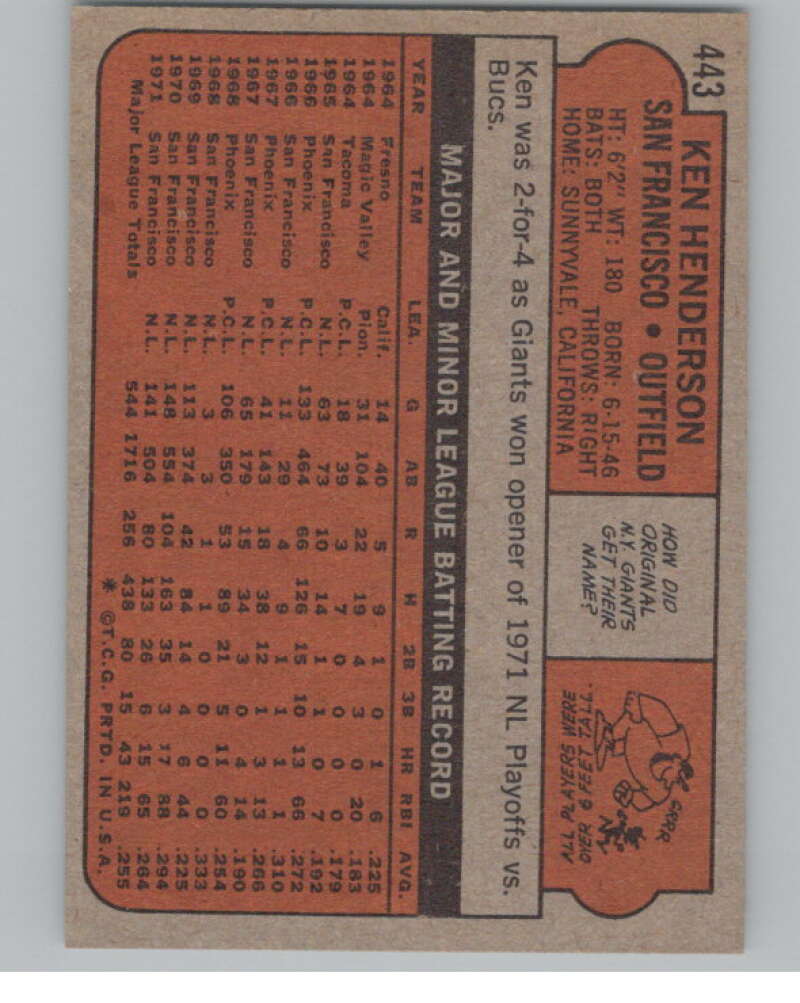 443
KEN HENDERSON
SAN FRANCISCO • OUTFIELD
HT: 6'2" WT: 180 BORN: 6-15-46
BATS: BOTH THROWS: RIGHT
HOME: SUNNYVALE, CALIFORNIA
HOW DID
ORIGINAL
N.Y. GIANTS
GET THEIR
NAME?
GRRR
NY
ALL PLAYERS WERE
OVER 6 FEET TALL.
Ken was 2-for-4 as Giants won opener of 1971 NL Playoffs vs.
Bucs.
MAJOR AND MINOR LEAGUE BATTING RECORD
YEAR TEAM LEA. G AB R H 2B 3B HR RBI AVG.
1964 Fresno Calif. 14 40 5 9 1 0 1 6 .225
1964 Magic Valley Pion. 31 104 22 19 4 3 0 20 .183
1964 Tacoma P.C.L. 18 39 3 7 0 0 0 0 .179
1965 San Francisco N.L. 63 73 10 14 1 1 0 7 .192
1966 Phoenix P.C.L. 133 464 66 126 15 10 13 66 .272
1966 San Francisco N.L. 11 29 4 9 1 1 1 1 .310
1967 Phoenix P.C.L. 41 143 18 38 12 1 3 13 .266
1967 San Francisco N.L. 65 179 15 34 3 0 4 14 .190
1968 Phoenix P.C.L. 106 350 53 89 21 5 11 60 .254
1968 San Francisco N.L. 3 3 1 1 0 0 0 0 .333
1969 San Francisco N.L. 113 374 42 84 14 4 6 44 .225
1970 San Francisco N.L. 148 554 104 163 35 3 17 88 .294
1971 San Francisco N.L. 141 504 80 133 26 6 15 65 .264
Major League Totals 544 1716 256 438 80 15 43 219 .255
* ©T.C.G. PRTD. IN U.S.A.